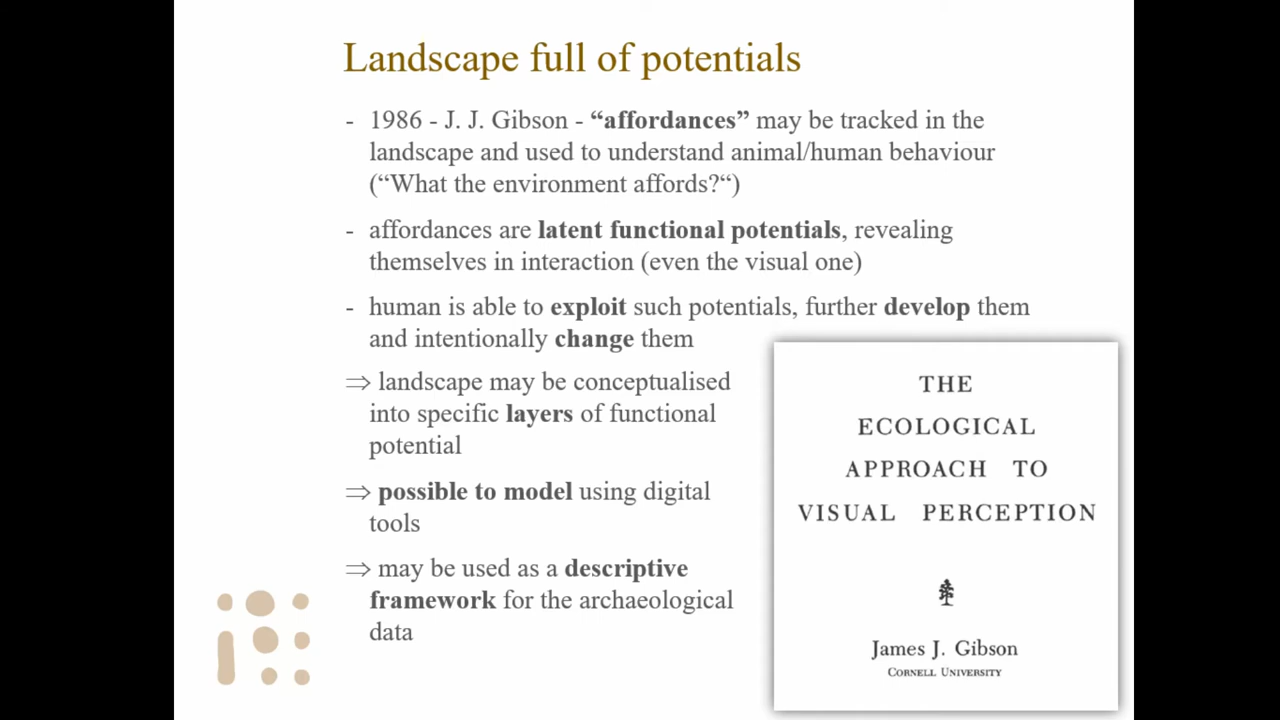 Landscape full of potentials
- 1986 - J. J. Gibson - “affordances” may be tracked in the
landscape and used to understand animal/human behaviour
(“What the environment affords?“)
- affordances are latent functional potentials, revealing
themselves in interaction (even the visual one)
- human is able to exploit such potentials, further develop them
and intentionally change them
⇒ landscape may be conceptualised
into specific layers of functional
potential
⇒ possible to model using digital
tools
⇒ may be used as a descriptive
framework for the archaeological
data
THE
ECOLOGICAL
APPROACH TO
VISUAL PERCEPTION
James J. Gibson
CORNELL UNIVERSITY